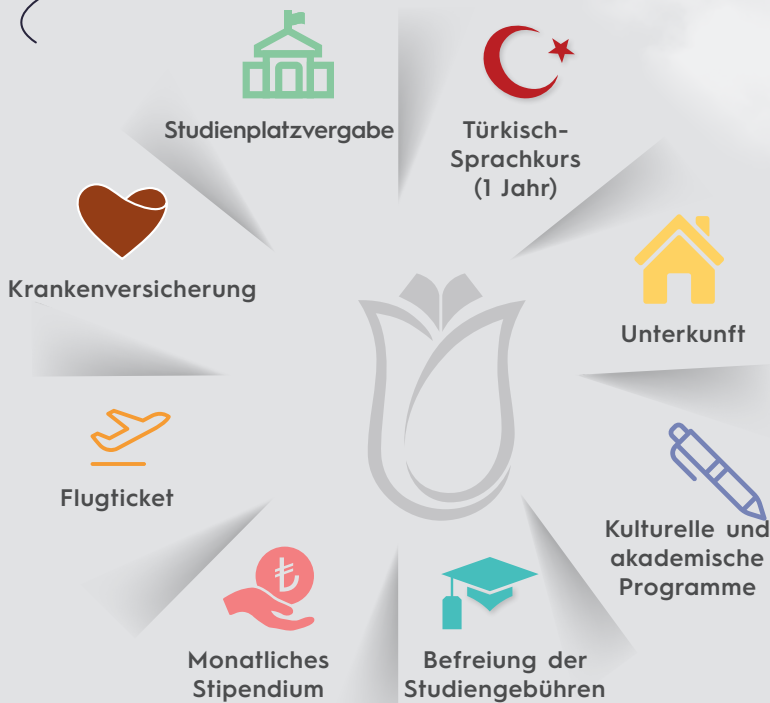 Studienplatzvergabe
Türkisch-
Sprachkurs
(1 Jahr)
Krankenversicherung
Unterkunft
Flugticket
Kulturelle und
akademische
Programme
Monatliches
Stipendium
Befreiung der
Studiengebühren